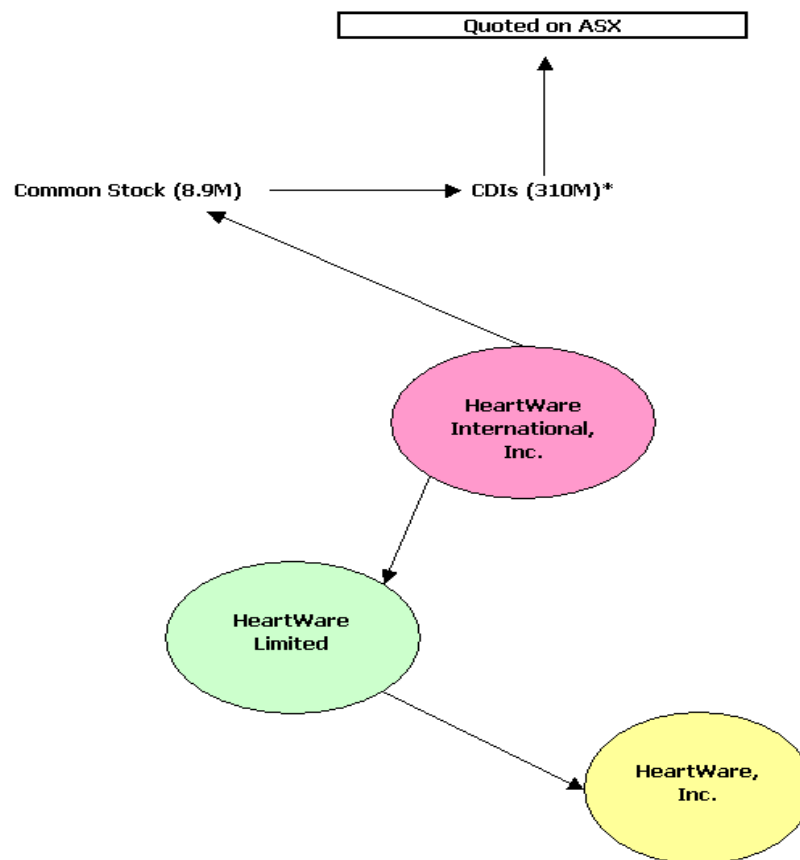 Quoted on ASX
Common Stock (8.9M)
CDIs (310M)*
HeartWare
International,
Inc.
HeartWare
Limited
HeartWare,
Inc.